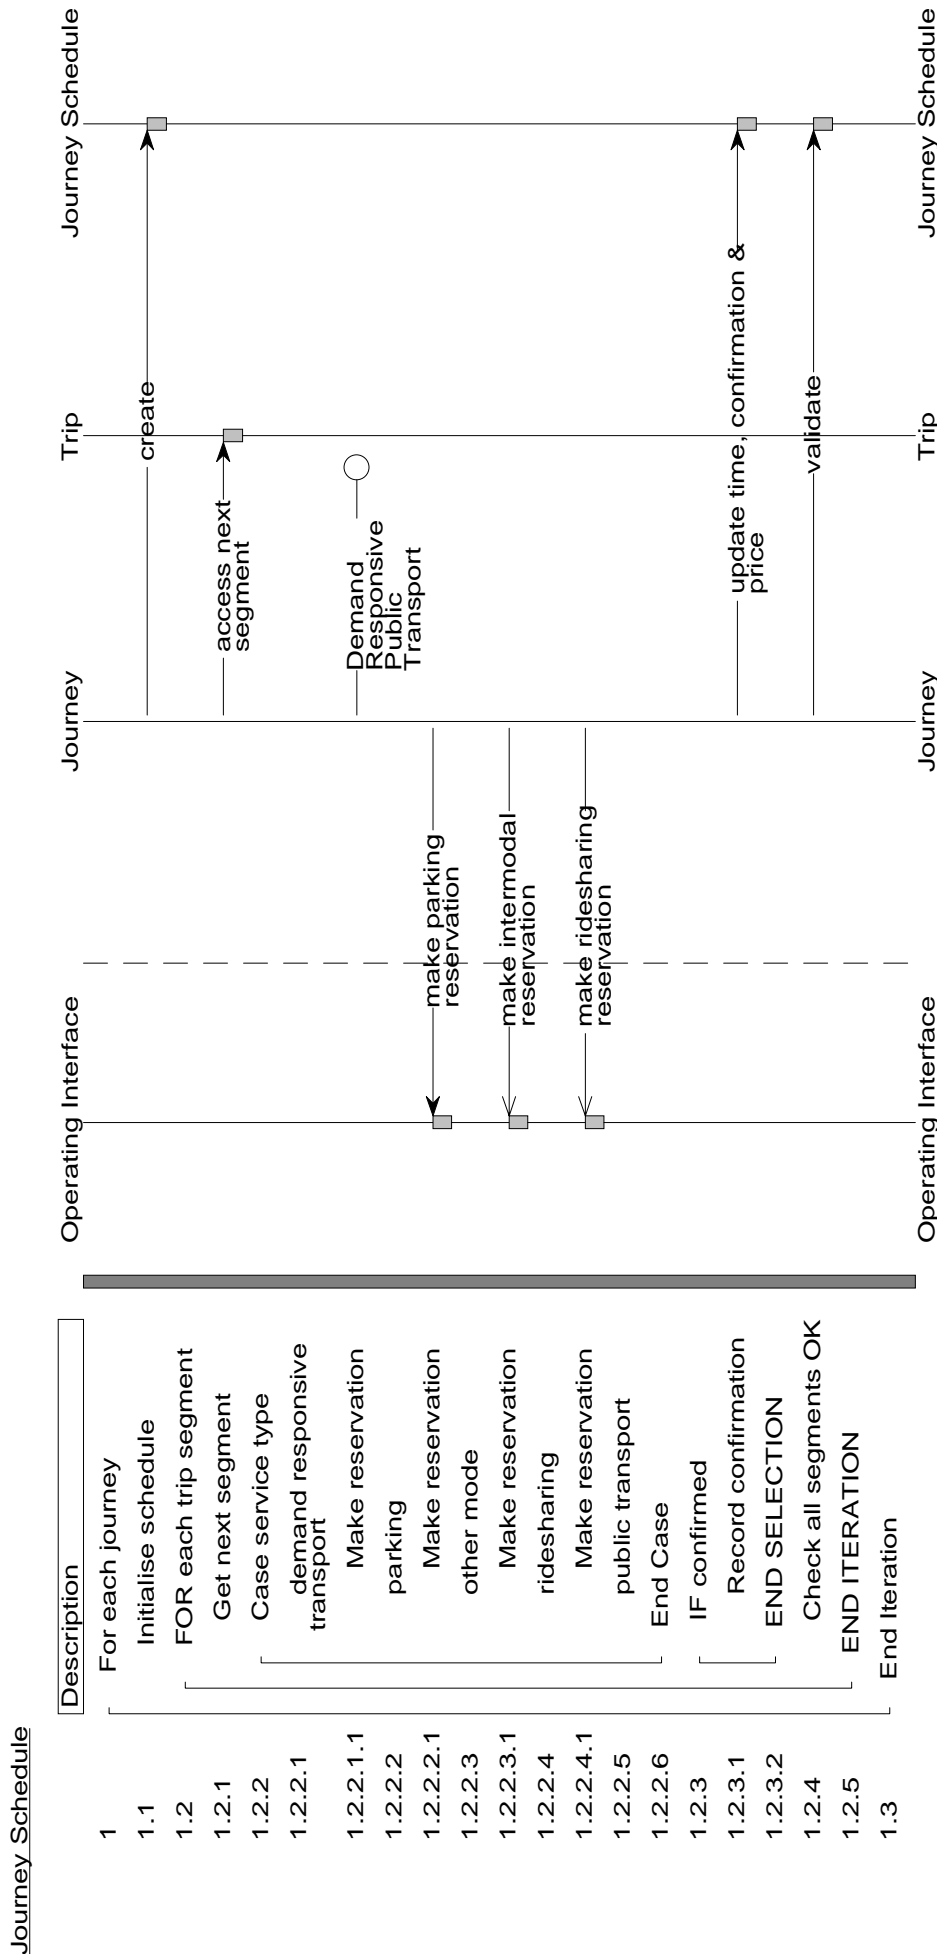 Journey Schedule
Description
Operating Interface
Journey
Trip
Journey Schedule
1
For each journey
1.1
Initialise schedule
create
1.2
FOR each trip segment
1.2.1
Get next segment
access next
segment
1.2.2
Case service type
1.2.2.1
demand responsive
transport
1.2.2.1.1
Make reservation
Demand
Responsive
Public
Transport
1.2.2.2
parking
1.2.2.2.1
Make reservation
make parking
reservation
1.2.2.3
other mode
1.2.2.3.1
Make reservation
make intermodal
reservation
1.2.2.4
ridesharing
1.2.2.4.1
Make reservation
make ridesharing
reservation
1.2.2.5
public transport
1.2.2.6
End Case
1.2.3
IF confirmed
1.2.3.1
Record confirmation
update time, confirmation &
price
1.2.3.2
END SELECTION
1.2.4
Check all segments OK
validate
1.2.5
END ITERATION
1.3
End Iteration
Operating Interface
Journey
Trip
Journey Schedule